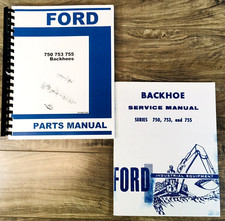 FORD
750 753 755
Backhoes
PARTS MANUAL
BACKHOE
SERVICE MANUAL
SERIES 750, 753, and 755
FORD
INDUSTRIAL EQUIPMENT